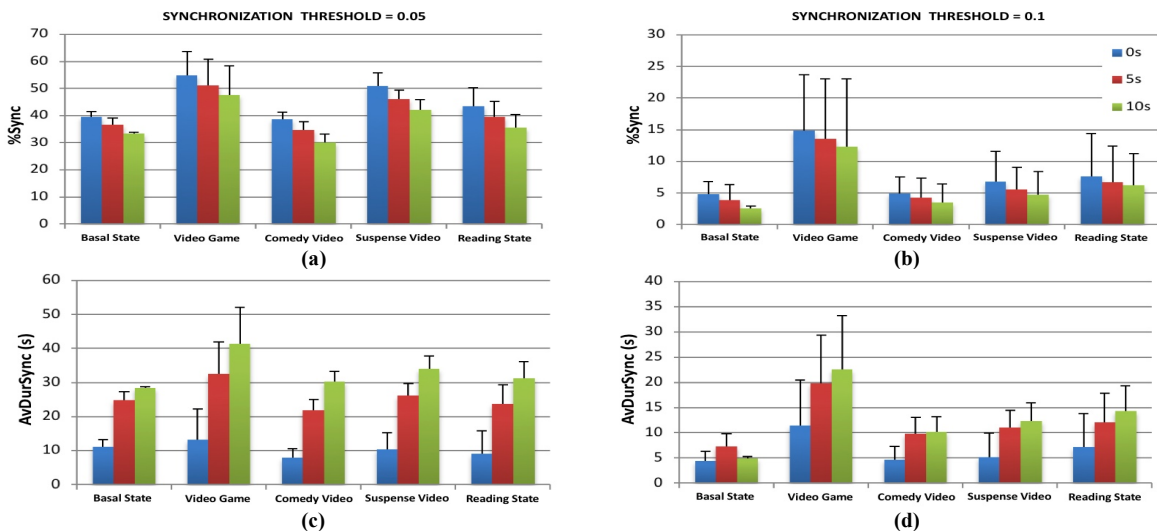 SYNCHRONIZATION THRESHOLD = 0.05
%Sync
70
60
50
40
30
20
10
0
Basal State Video Game Comedy Video Suspense Video Reading State
(a)
SYNCHRONIZATION THRESHOLD = 0.1
%Sync
30
25
20
15
10
5
0
0s
5s
10s
Basal State Video Game Comedy Video Suspense Video Reading State
(b)
AvDurSync (s)
60
50
40
30
20
10
0
Basal State Video Game Comedy Video Suspense Video Reading State
(c)
AvDurSync (s)
40
35
30
25
20
15
10
5
0
Basal State Video Game Comedy Video Suspense Video Reading State
(d)